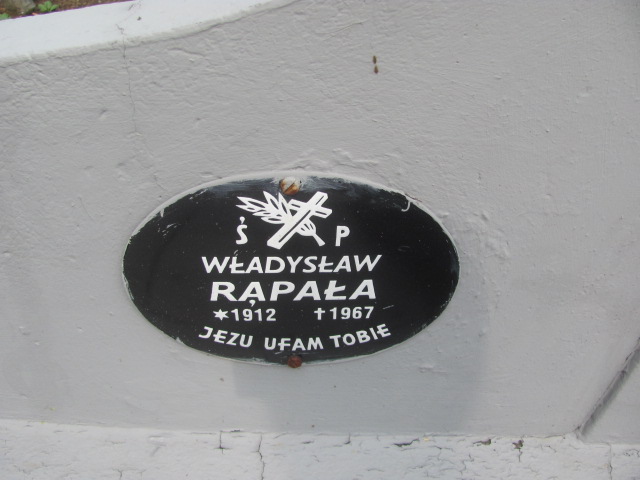 Ś P
WŁADYSŁAW
RĄPAŁA
*1912 †1967
JEZU UFAM TOBIE